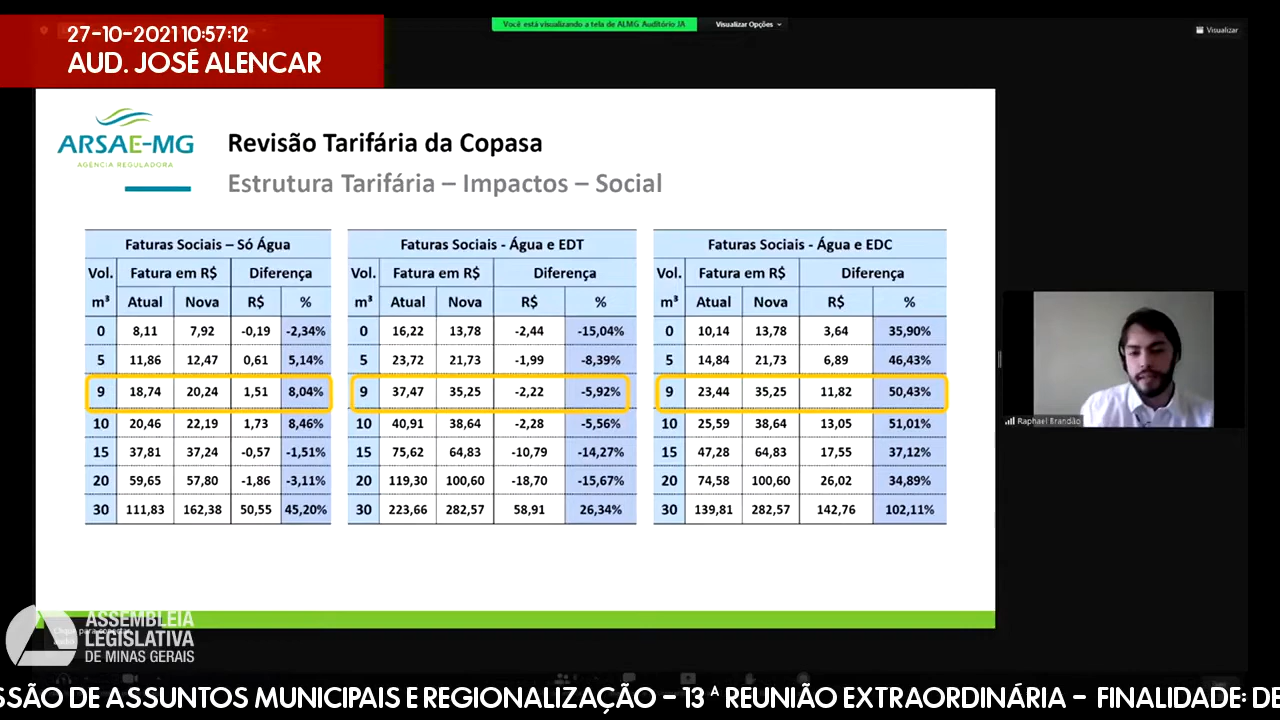 27-10-2021 10:57:12
AUD. JOSÉ ALENCAR
Você está visualizando a tela de ALMG Auditório JA
Visualizar Opções
Visualizar
ARSAE-MG
AGENCIA REGULADORA
Revisão Tarifária da Copasa
Estrutura Tarifária – Impactos – Social
Faturas Sociais – Só Água
Vol. Fatura em R$ Diferença
m³ Atual Nova R$ %
0 8,11 7,92 -0,19 -2,34%
5 11,86 12,47 0,61 5,14%
9 18,74 20,24 1,51 8,04%
10 20,46 22,19 1,73 8,46%
15 37,81 37,24 -0,57 -1,51%
20 59,65 57,80 -1,86 -3,11%
30 111,83 162,38 50,55 45,20%
Faturas Sociais - Água e EDT
Vol. Fatura em R$ Diferença
m³ Atual Nova R$ %
0 16,22 13,78 -2,44 -15,04%
5 23,72 21,73 -1,99 -8,39%
9 37,47 35,25 -2,22 -5,92%
10 40,91 38,64 -2,28 -5,56%
15 75,62 64,83 -10,79 -14,27%
20 119,30 100,60 -18,70 -15,67%
30 223,66 282,57 58,91 26,34%
Faturas Sociais - Água e EDC
Vol. Fatura em R$ Diferença
m³ Atual Nova R$ %
0 10,14 13,78 3,64 35,90%
5 14,84 21,73 6,89 46,43%
9 23,44 35,25 11,82 50,43%
10 25,59 38,64 13,05 51,01%
15 47,28 64,83 17,55 37,12%
20 74,58 100,60 26,02 34,89%
30 139,81 282,57 142,76 102,11%
Raphael Brandão
ASSEMBLEIA
LEGISLATIVA
DE MINAS GERAIS
SSÃO DE ASSUNTOS MUNICIPAIS E REGIONALIZAÇÃO – 13ª REUNIÃO EXTRAORDINÁRIA – FINALIDADE: DE